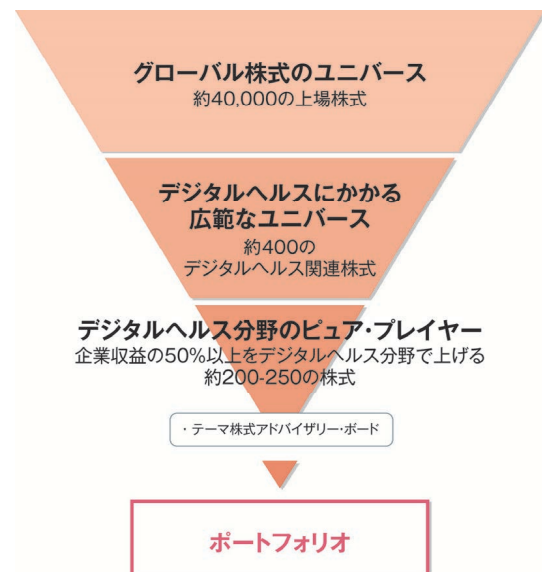 グローバル株式のユニバース
約40,000の上場株式
デジタルヘルスにかかる
広範なユニバース
約400の
デジタルヘルス関連株式
デジタルヘルス分野のピュア・プレイヤー
企業収益の50%以上をデジタルヘルス分野で上げる
約200-250の株式
・テーマ株式アドバイザリー・ボード
ポートフォリオ